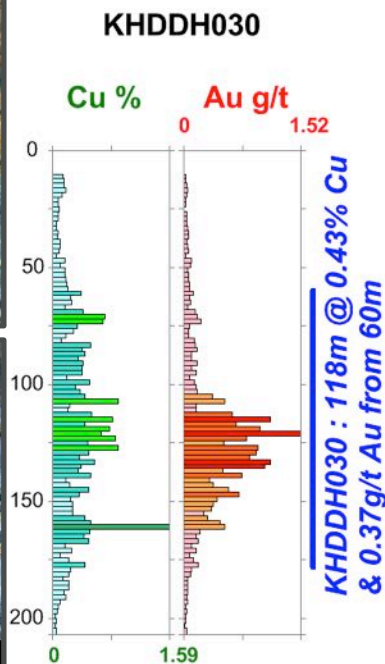 KHDDH030
Cu % Au g/t
0 1.52
0
50
100
150
200
0 1.59
KHDDH030 : 118m @ 0.43% Cu
& 0.37g/t Au from 60m